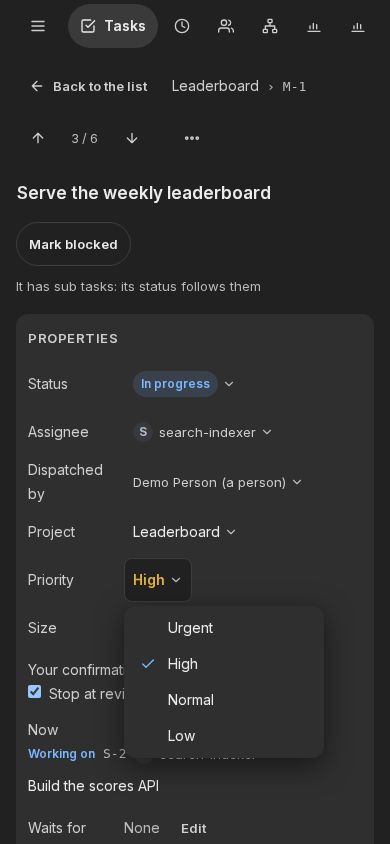 Tasks
Back to the list Leaderboard › M-1
3 / 6
Serve the weekly leaderboard
Mark blocked
It has sub tasks: its status follows them
PROPERTIES
Status In progress
Assignee S search-indexer
Dispatched by Demo Person (a person)
Project Leaderboard
Priority High
Urgent
High
Normal
Low
Size
Your
Stop at
Now
Working on S-2
Build the scores API
Waits for None Edit